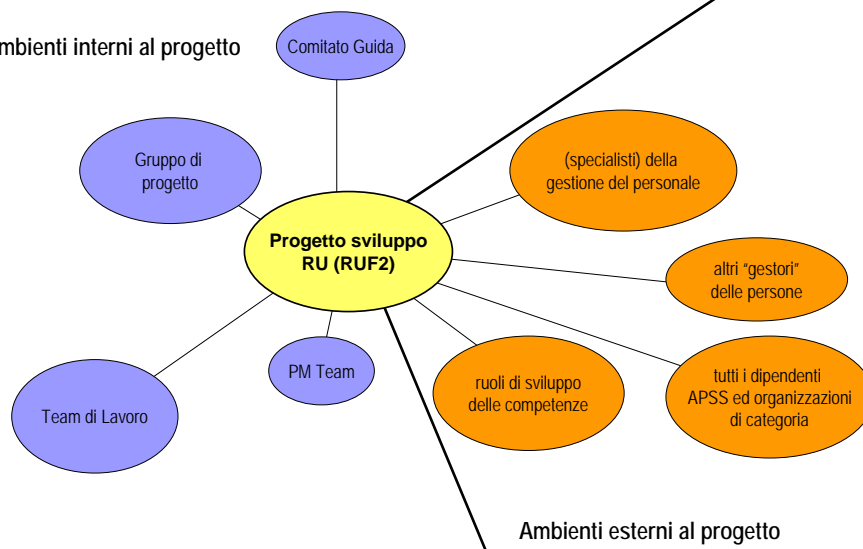 mbienti interni al progetto
Comitato Guida
Gruppo di
progetto
(specialisti) della
gestione del personale
Progetto sviluppo
RU (RUF2)
altri "gestori"
delle persone
PM Team
ruoli di sviluppo
delle competenze
tutti i dipendenti
APSS ed organizzazioni
di categoria
Team di Lavoro
Ambienti esterni al progetto